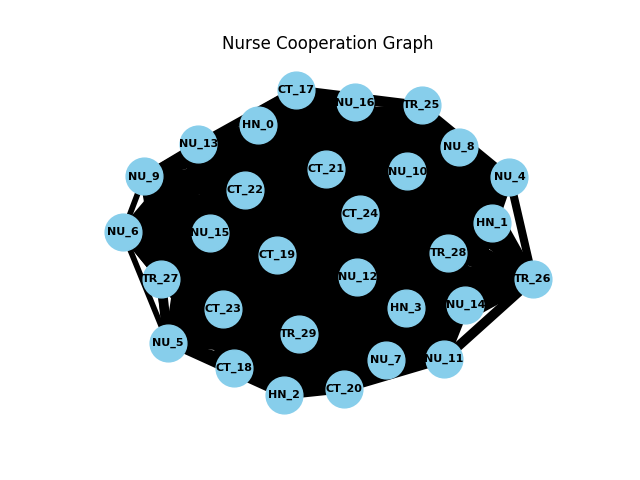 Nurse Cooperation Graph
CT_17
NU_16
TR_25
HN_0
NU_13
NU_8
CT_21
NU_10
NU_9
NU_4
CT_22
CT_24
HN_1
NU_6
NU_15
TR_28
CT_19
NU_12
TR_27
TR_26
NU_14
CT_23
HN_3
TR_29
NU_5
NU_7
NU_11
CT_18
CT_20
HN_2